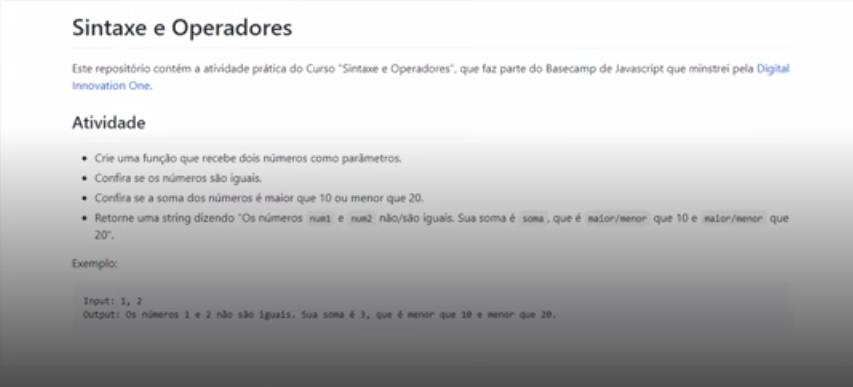 Sintaxe e Operadores
Este repositório contém a atividade prática do Curso "Sintaxe e Operadores", que faz parte do Basecamp de Javascript que minstrei pela Digital
Innovation One.
Atividade
• Crie uma função que recebe dois números como parâmetros.
• Confira se os números são iguais.
• Confira se a soma dos números é maior que 10 ou menor que 20.
• Retorne uma string dizendo "Os números num1 e num2 não/são iguais. Sua soma é soma, que é maior/menor que 10 e maior/menor que
20".
Exemplo:
Input: 1, 2
Output: Os números 1 e 2 não são iguais. Sua soma é 3, que é menor que 10 e menor que 20.